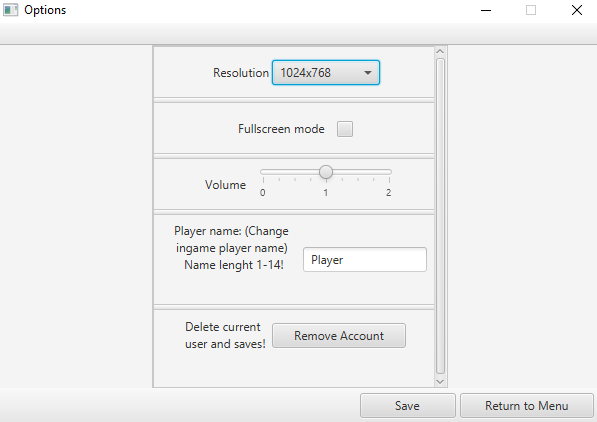 Options
Resolution
1024x768
Fullscreen mode
Volume
0 1 2
Player name: (Change
ingame player name)
Name lenght 1-14!
Player
Delete current
user and saves!
Remove Account
Save
Return to Menu